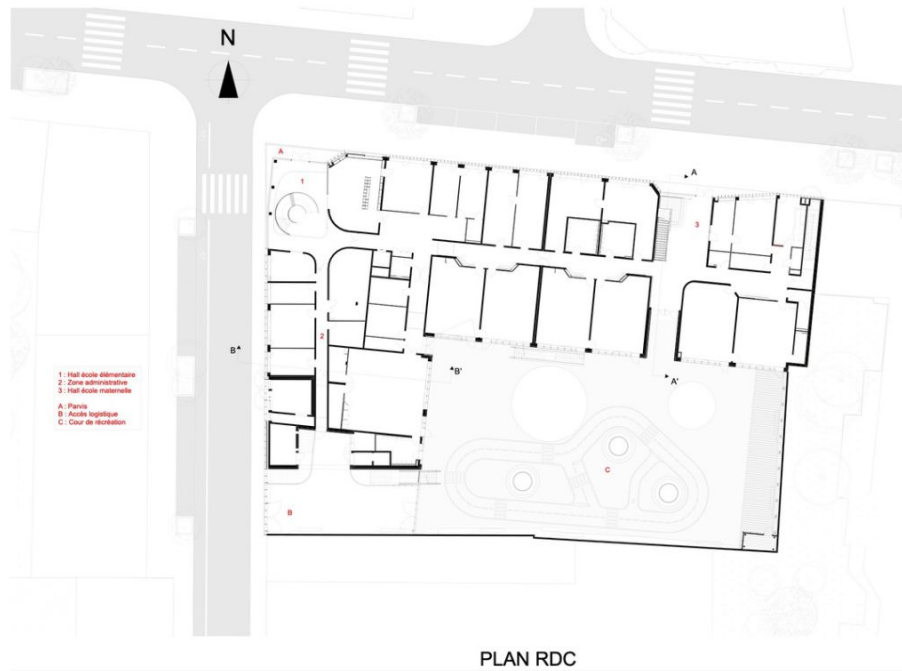 N
A
1
A
3
2
B
B'
A'
1 : Hall école élémentaire
2 : Zone administrative
3 : Hall école maternelle
A : Parvis
B : Accès logistique
C : Cour de récréation
C
B
PLAN RDC